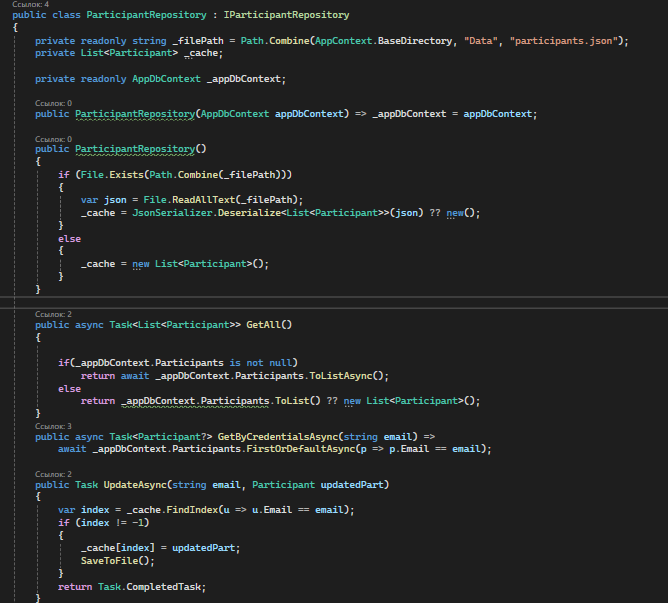 Ссылок: 4
public class ParticipantRepository : IParticipantRepository
{
private readonly string _filePath = Path.Combine(AppContext.BaseDirectory, "Data", "participants.json");
private List<Participant> _cache;
private readonly AppDbContext _appDbContext;
Ссылок: 0
public ParticipantRepository(AppDbContext appDbContext) => _appDbContext = appDbContext;
Ссылок: 0
public ParticipantRepository()
{
if (File.Exists(Path.Combine(_filePath)))
{
var json = File.ReadAllText(_filePath);
_cache = JsonSerializer.Deserialize<List<Participant>>(json) ?? new();
}
else
{
_cache = new List<Participant>();
}
}
Ссылок: 2
public async Task<List<Participant>> GetAll()
{
if(_appDbContext.Participants is not null)
return await _appDbContext.Participants.ToListAsync();
else
return _appDbContext.Participants.ToList() ?? new List<Participant>();
}
Ссылок: 3
public async Task<Participant?> GetByCredentialsAsync(string email) =>
await _appDbContext.Participants.FirstOrDefaultAsync(p => p.Email == email);
Ссылок: 2
public Task UpdateAsync(string email, Participant updatedPart)
{
var index = _cache.FindIndex(u => u.Email == email);
if (index != -1)
{
_cache[index] = updatedPart;
SaveToFile();
}
return Task.CompletedTask;
}